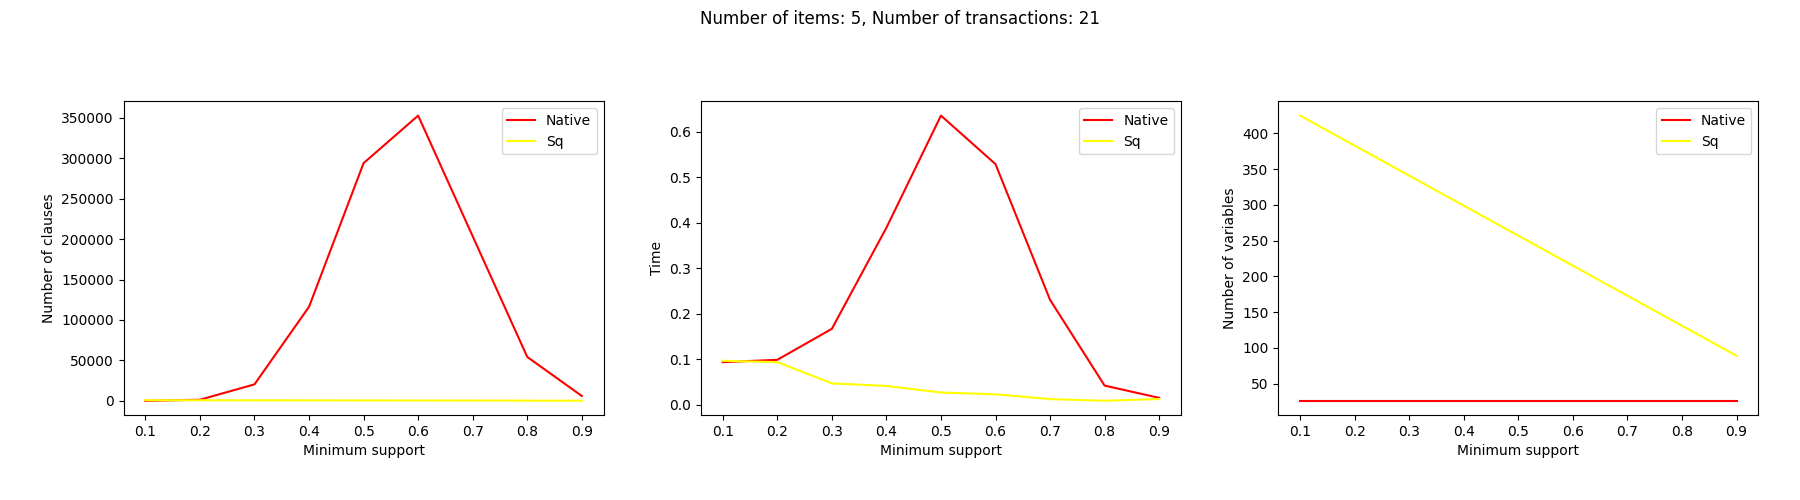 Number of items: 5, Number of transactions: 21
Number of clauses
350000
300000
250000
200000
150000
100000
50000
0
0.1 0.2 0.3 0.4 0.5 0.6 0.7 0.8 0.9
Minimum support
Native
Sq
Time
0.6
0.5
0.4
0.3
0.2
0.1
0.0
0.1 0.2 0.3 0.4 0.5 0.6 0.7 0.8 0.9
Minimum support
Native
Sq
Number of variables
400
350
300
250
200
150
100
50
0.1 0.2 0.3 0.4 0.5 0.6 0.7 0.8 0.9
Minimum support
Native
Sq